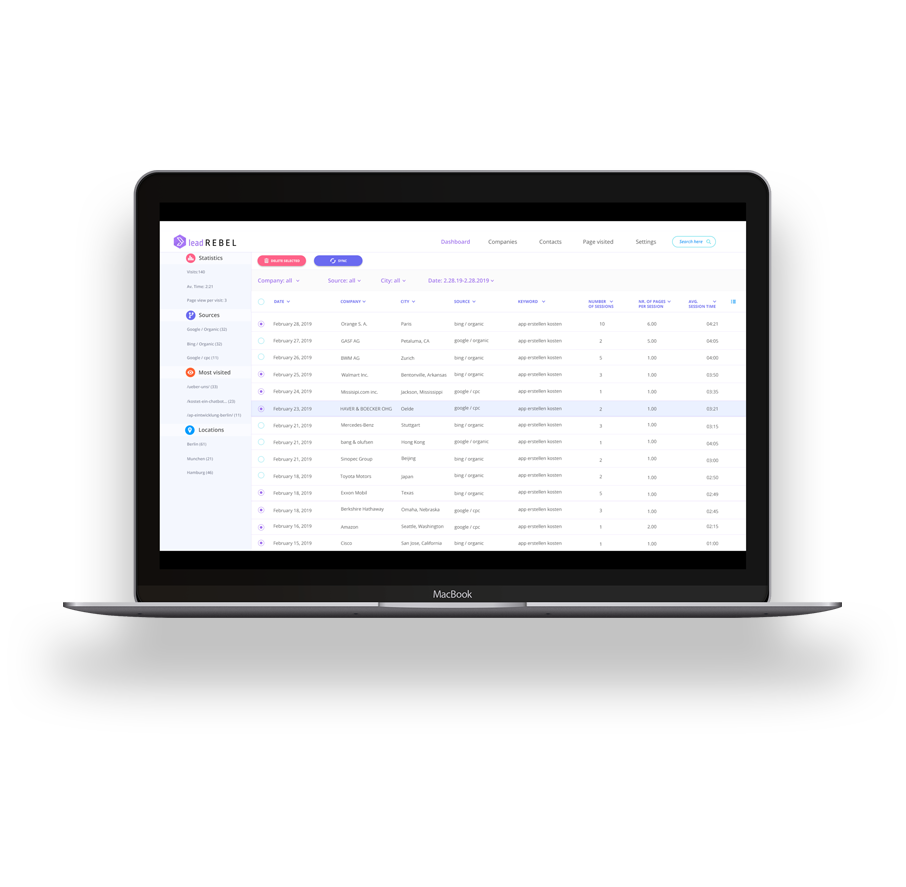 leadREBEL
Dashboard Companies Contacts Page visited Settings Search here
Statistics
Visits:148
Av. Time: 3:21
Page view per visit: 3
Sources
Google / Organic (33)
Bing / Organic (32)
Google / cpc (11)
Most visited
Locations
Berlin (61)
Munchen (21)
Hamburg (46)
DELETE SELECTED SYNC
Company: all Source: all City: all Date: 2.28.19-2.28.2019
DATE COMPANY CITY SOURCE KEYWORD NUMBER OF SESSIONS NR. OF PAGES PER SESSION AVG. SESSION TIME
February 28, 2019 Orange S. A. Paris bing / organic app erstellen kosten 10 6.00 04:21
February 27, 2019 GASF AG Petaluma, CA google / organic app erstellen kosten 2 5.00 04:05
February 26, 2019 BWM AG Zurich bing / organic app erstellen kosten 5 1.00 04:00
February 25, 2019 Walmart Inc. Bentonville, Arkansas bing / organic app erstellen kosten 3 1.00 03:50
February 24, 2019 Missispi.com inc. Jackson, Mississippi google / cpc app erstellen kosten 1 1.00 03:35
February 23, 2019 HAVER & BOECKER OHG Oelde google / cpc app erstellen kosten 2 1.00 03:21
February 21, 2019 Mercedes-Benz Stuttgart bing / organic app erstellen kosten 3 1.00 03:15
February 21, 2019 bang & olufsen Hong Kong google / organic app erstellen kosten 1 1.00 04:05
February 21, 2019 Sinopec Group Beijing bing / organic app erstellen kosten 2 1.00 03:00
February 18, 2019 Toyota Motors Japan bing / organic app erstellen kosten 2 1.00 02:50
February 18, 2019 Exxon Mobil Texas bing / organic app erstellen kosten 5 1.00 02:49
February 18, 2019 Berkshire Hathaway Omaha, Nebraska google / cpc app erstellen kosten 3 1.00 02:45
February 16, 2019 Amazon Seattle, Washington google / cpc app erstellen kosten 1 2.00 02:15
February 15, 2019 Cisco San Jose, California bing / organic app erstellen kosten 1 1.00 01:00
MacBook